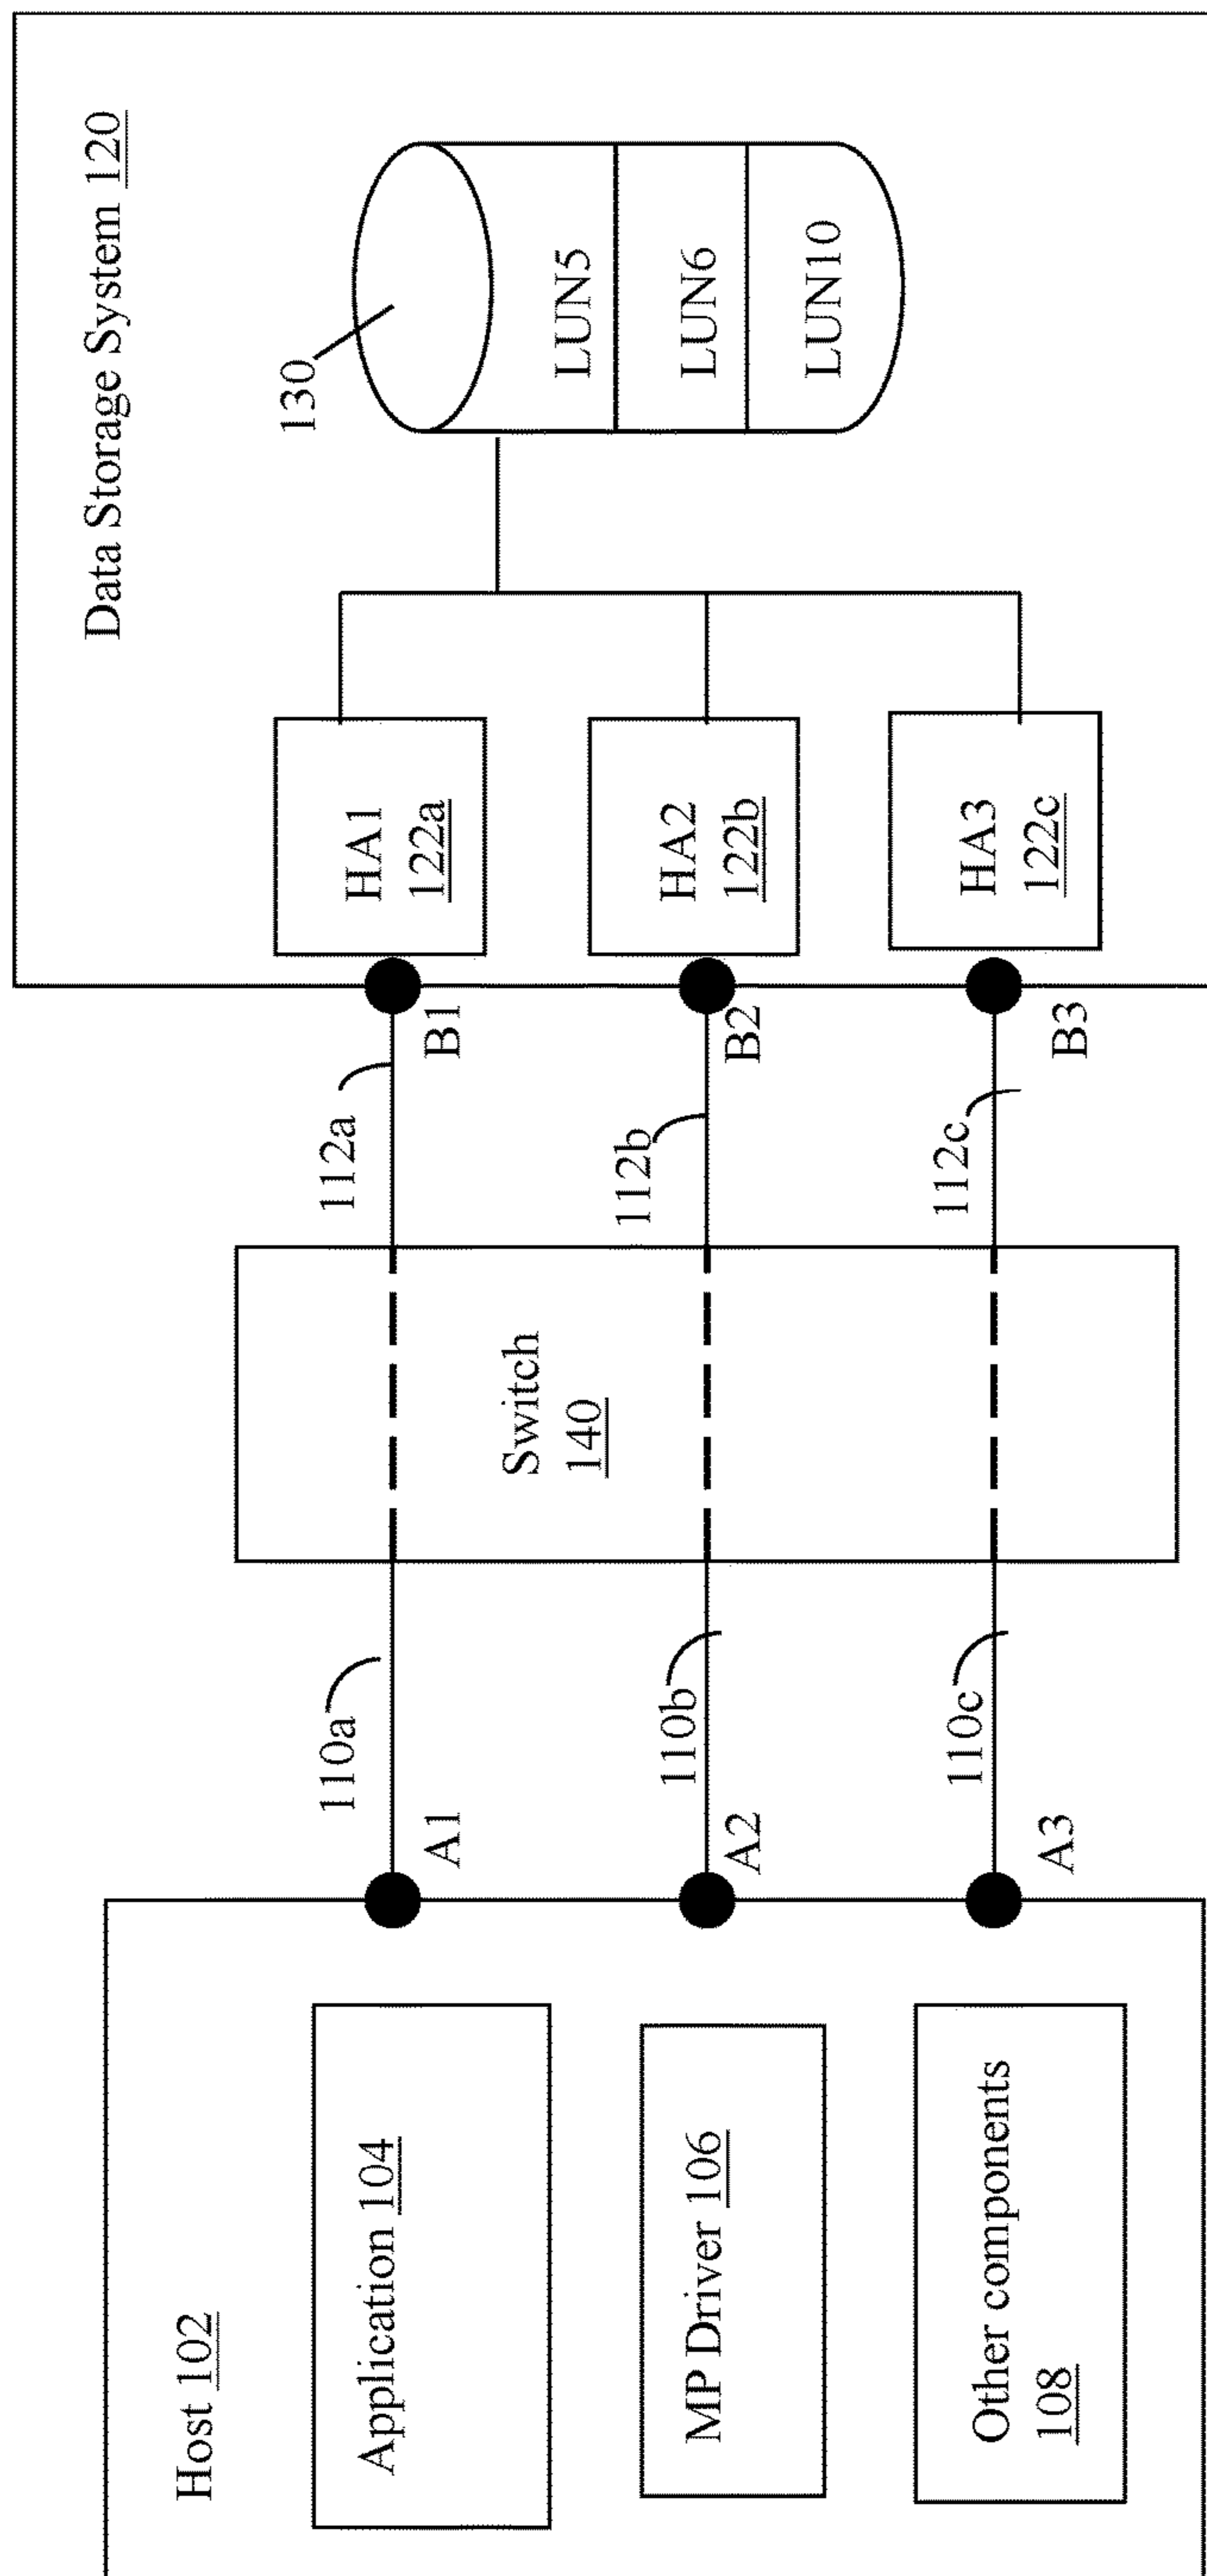 Host 102
Application 104
MP Driver 106
Other components
108
A1
A2
A3
110a
110b
110c
Switch
140
112a
112b
112c
B1
B2
B3
Data Storage System 120
HA1
122a
HA2
122b
HA3
122c
130
LUN5
LUN6
LUN10